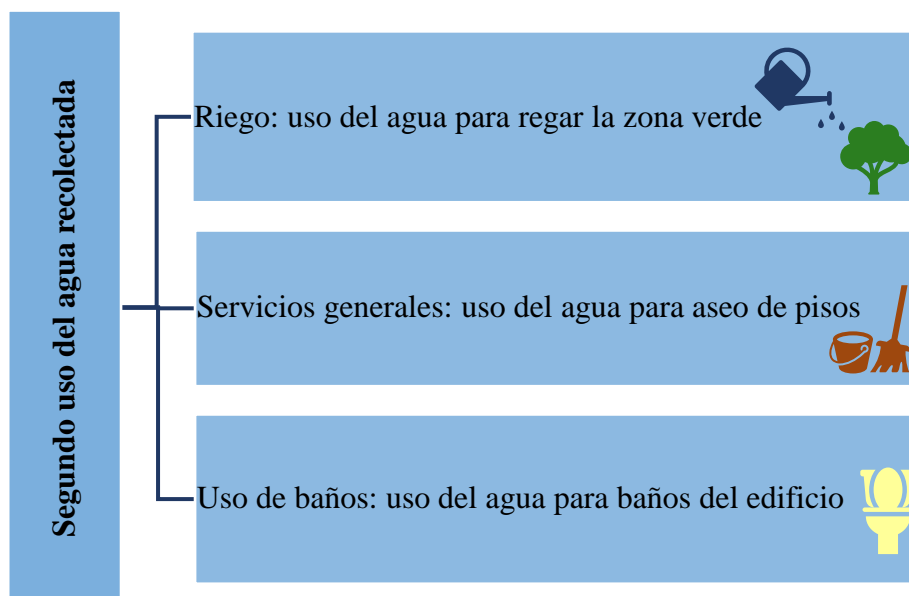 Segundo uso del agua recolectada
Riego: uso del agua para regar la zona verde
Servicios generales: uso del agua para aseo de pisos
Uso de baños: uso del agua para baños del edificio